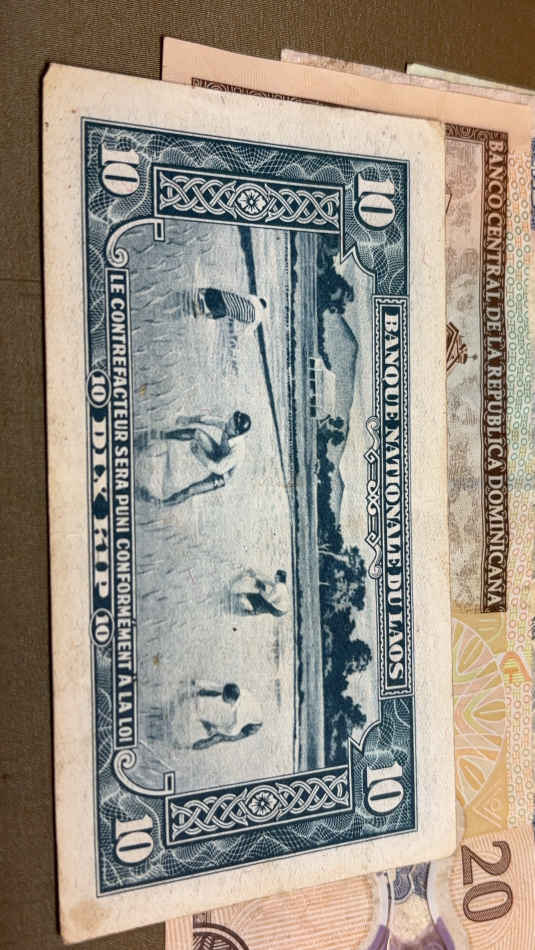 10
10
BANQUE NATIONALE DU LAOS
LE CONTREFACTEUR SERA PUNI CONFORMÉMENT À LA LOI
10 DIX KIP 10
10
10
BANCO CENTRAL DE LA REPUBLICA DOMINICANA
20